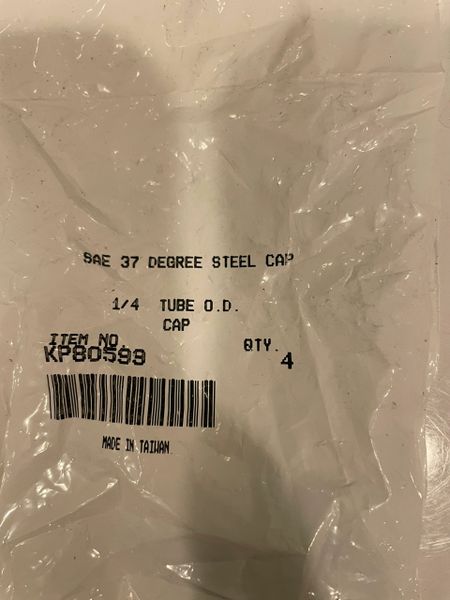 SAE 37 DEGREE STEEL CAP
1/4 TUBE O.D.
CAP
ITEM NO.
QTY.
KP80599
4
MADE IN TAIWAN